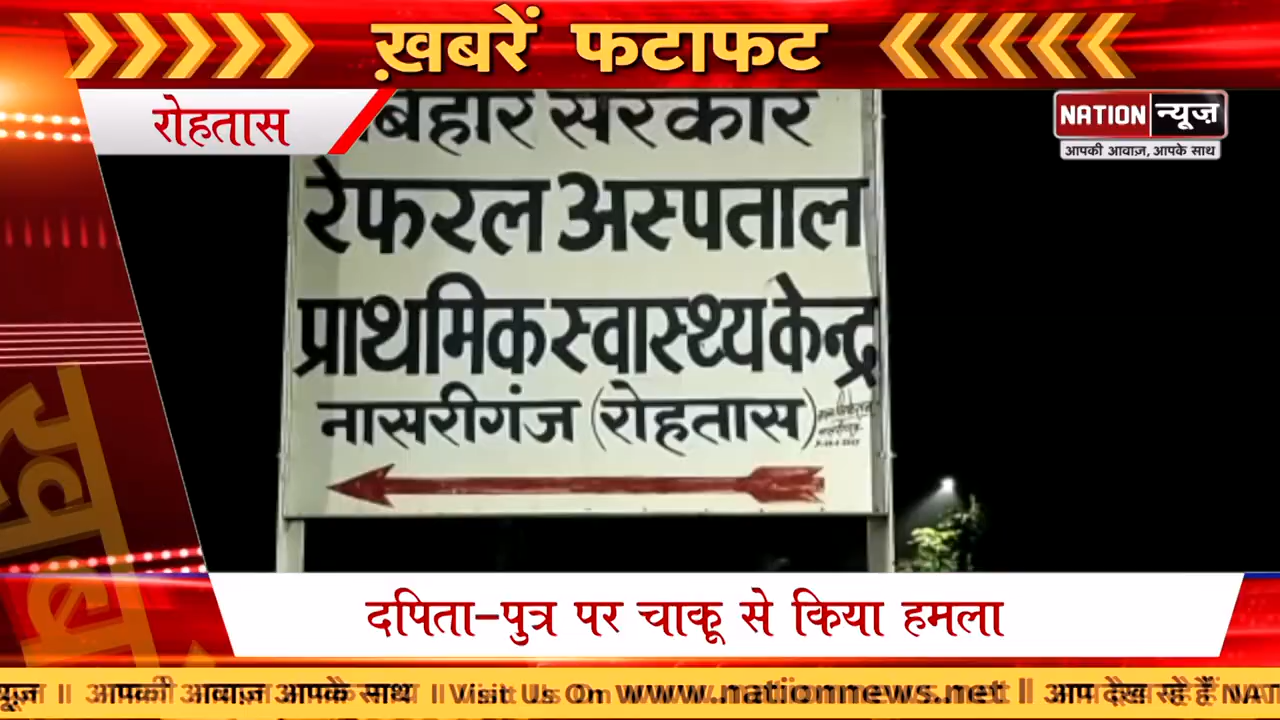 ख़बरें फटाफट
रोहतास
NATION न्यूज़
आपकी आवाज़, आपके साथ
बिहार सरकार
रेफरल अस्पताल
प्राथमिक स्वास्थ्य केन्द्र
नासरीगंज (रोहतास)
दपिता-पुत्र पर चाकू से किया हमला
न्यूज़ || आपकी आवाज़ आपके साथ || Visit Us On www.nationnews.net || आप देख रहे हैं NAT
ख़ब